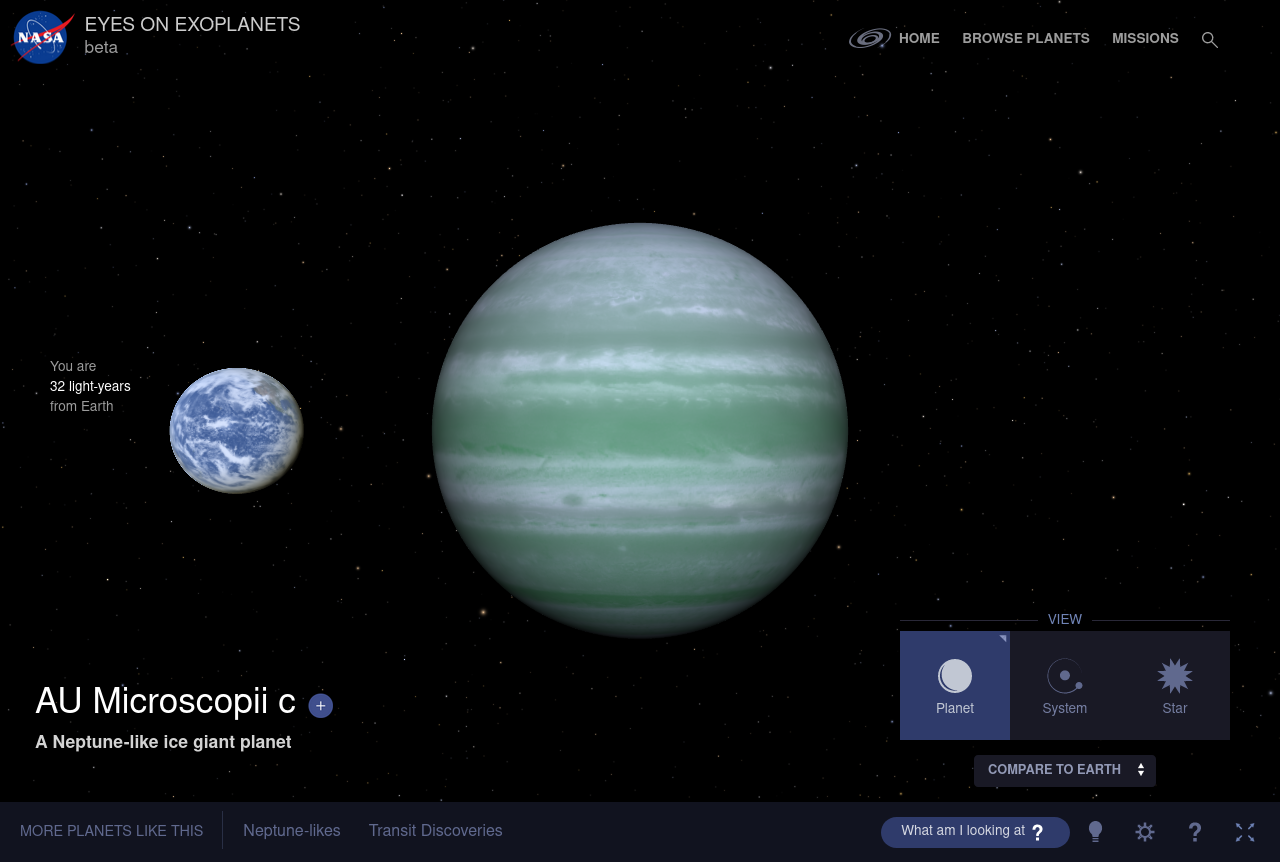 NASA
EYES ON EXOPLANETS
beta
HOME
BROWSE PLANETS
MISSIONS
You are
32 light-years
from Earth
AU Microscopii c
+
A Neptune-like ice giant planet
VIEW
Planet
System
Star
COMPARE TO EARTH
MORE PLANETS LIKE THIS
Neptune-likes
Transit Discoveries
What am I looking at ?
?